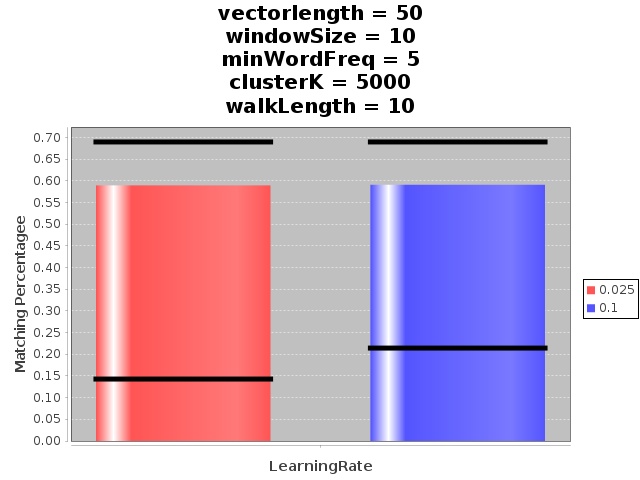 vectorlength = 50
windowSize = 10
minWordFreq = 5
clusterK = 5000
walkLength = 10
0.70
0.65
0.60
0.55
0.50
0.45
0.40
0.35
0.30
0.25
0.20
0.15
0.10
0.05
0.00
Matching Percentagee
LearningRate
0.025
0.1